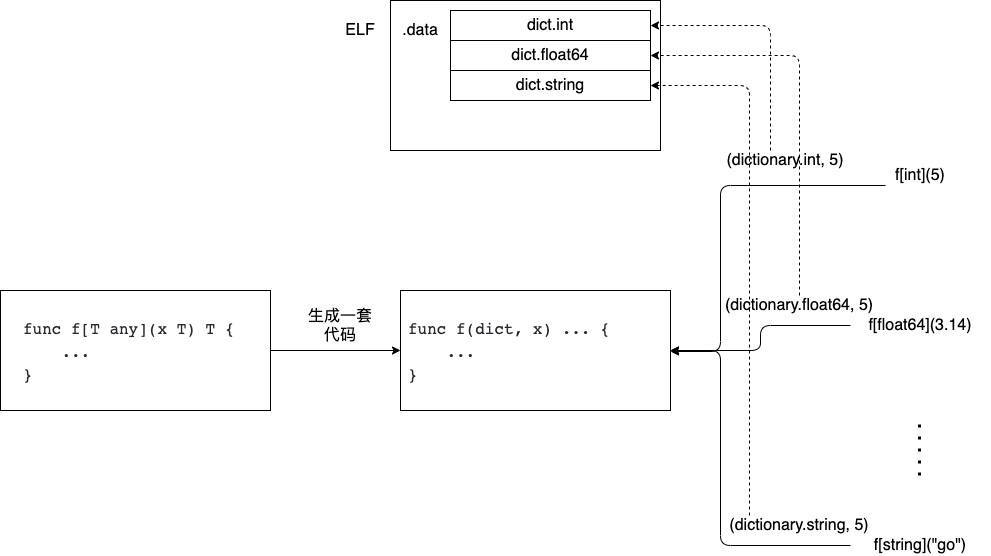 ELF
.data
dict.int
dict.float64
dict.string
(dictionary.int, 5)
f[int](5)
func f[T any](x T) T {
...
}
生成一套
代码
func f(dict, x) ... {
...
}
(dictionary.float64, 5)
f[float64](3.14)
(dictionary.string, 5)
f[string]("go")